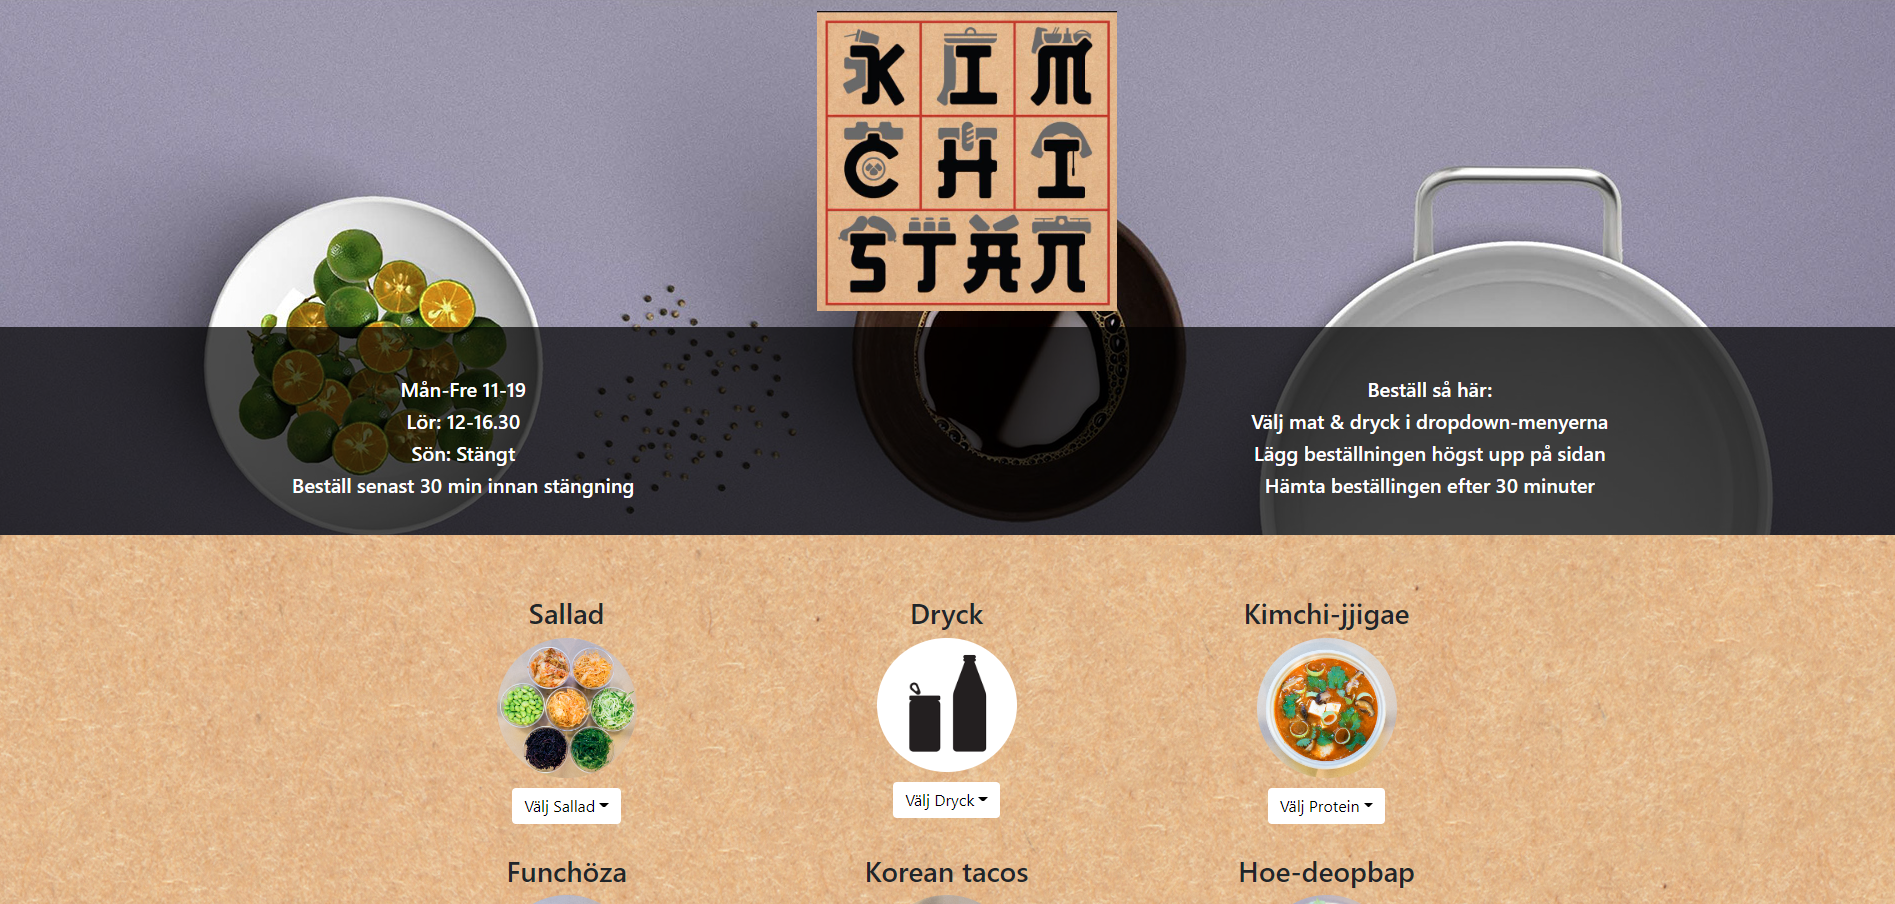 KIM
CHI
STAN
Mån-Fre 11-19
Lör: 12-16.30
Sön: Stängt
Beställ senast 30 min innan stängning
Beställ så här:
Välj mat & dryck i dropdown-menyerna
Lägg beställningen högst upp på sidan
Hämta beställingen efter 30 minuter
Sallad
Dryck
Kimchi-jjigae
Välj Sallad
Välj Dryck
Välj Protein
Funchöza
Korean tacos
Hoe-deopbap